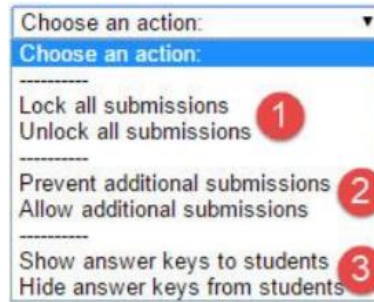 Choose an action:
Choose an action:
----------
Lock all submissions
Unlock all submissions
1
----------
Prevent additional submissions
Allow additional submissions
2
----------
Show answer keys to students
Hide answer keys from students
3